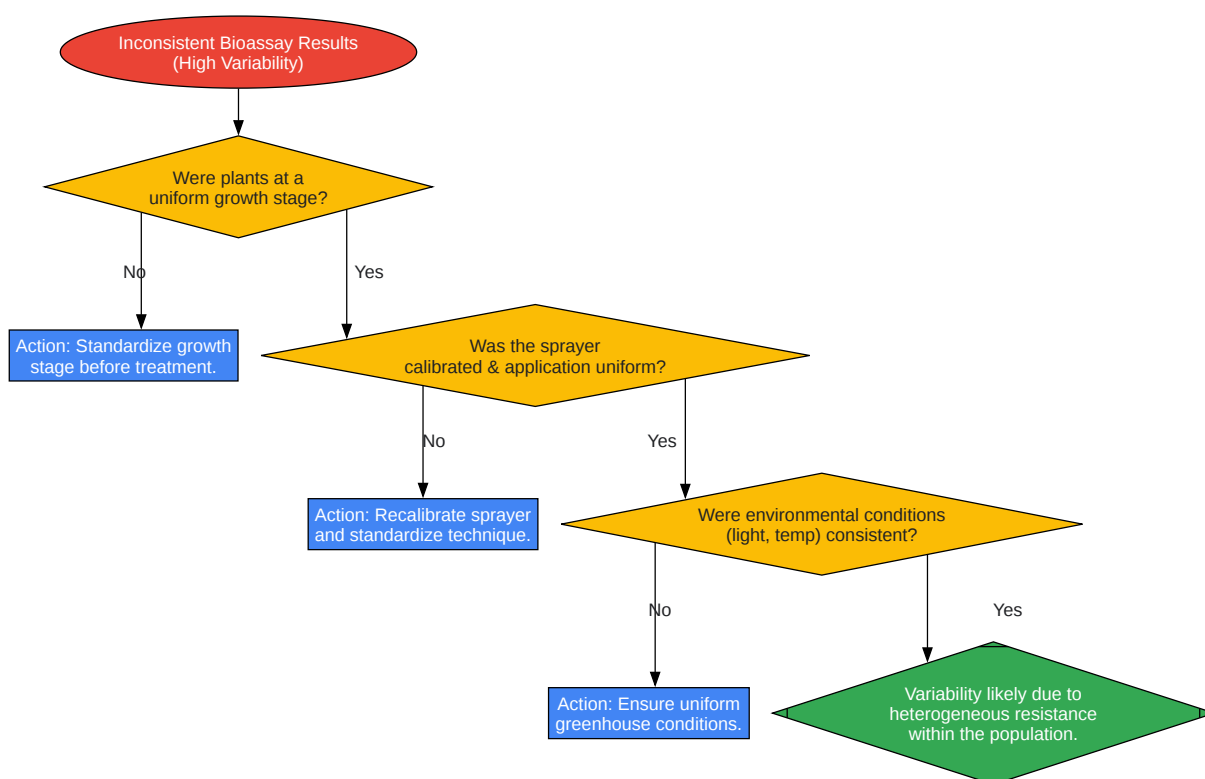 Inconsistent Bioassay Results
(High Variability)
Were plants at a
uniform growth stage?
No
Yes
Action: Standardize growth
stage before treatment.
Was the sprayer
calibrated & application uniform?
No
Yes
Action: Recalibrate sprayer
and standardize technique.
Were environmental conditions
(light, temp) consistent?
No
Yes
Action: Ensure uniform
greenhouse conditions.
Variability likely due to
heterogeneous resistance
within the population.